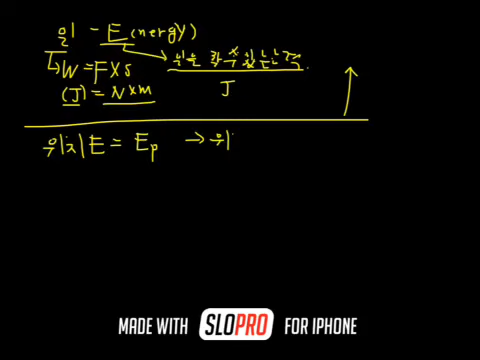 일 - E(nergy)
↳ W = F × s 일을 할 수 있는 능력
(J) = N × m J
위치 E = Ep → 위
MADE WITH SLOPRO FOR IPHONE